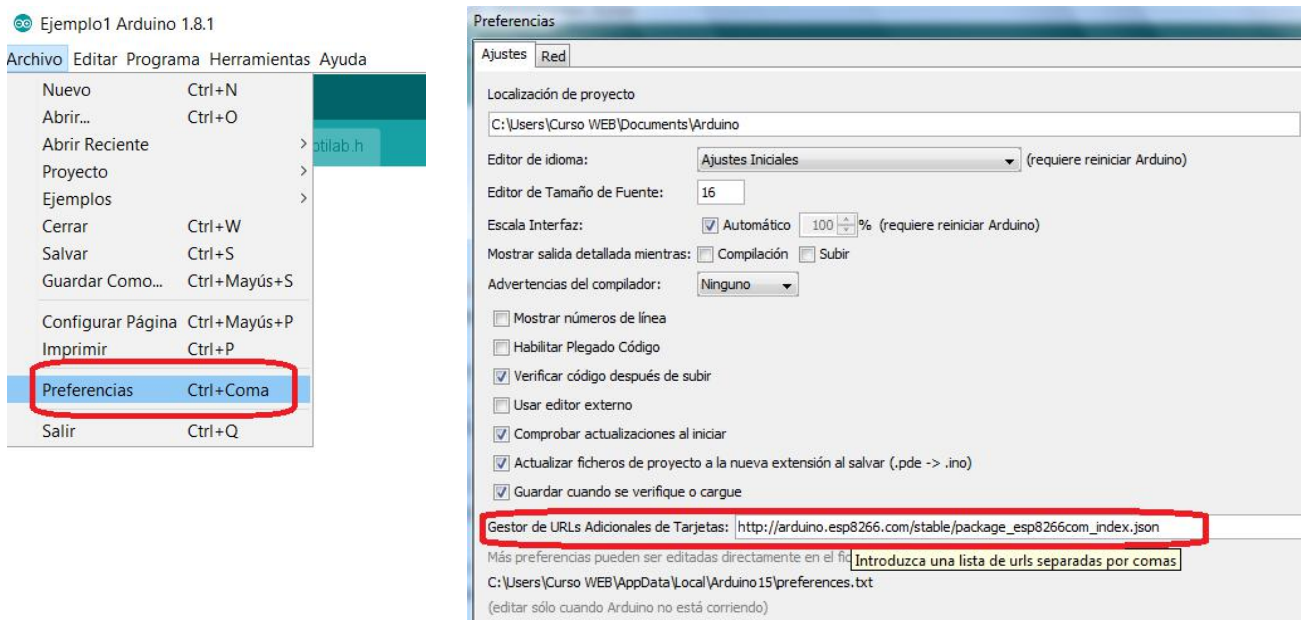 Ejemplo1 Arduino 1.8.1
Archivo Editar Programa Herramientas Ayuda
Nuevo Ctrl+N
Abrir... Ctrl+O
Abrir Reciente
Proyecto
Ejemplos
Cerrar Ctrl+W
Salvar Ctrl+S
Guardar Como... Ctrl+Mayús+S
Configurar Página Ctrl+Mayús+P
Imprimir Ctrl+P
Preferencias Ctrl+Coma
Salir Ctrl+Q
otilab.h
Preferencias
Ajustes Red
Localización de proyecto
C:\Users\Curso WEB\Documents\Arduino
Editor de idioma: Ajustes Iniciales (requiere reiniciar Arduino)
Editor de Tamaño de Fuente: 16
Escala Interfaz: Automático 100 % (requiere reiniciar Arduino)
Mostrar salida detallada mientras: Compilación Subir
Advertencias del compilador: Ninguno
Mostrar números de línea
Habilitar Plegado Código
Verificar código después de subir
Usar editor externo
Comprobar actualizaciones al iniciar
Actualizar ficheros de proyecto a la nueva extensión al salvar (.pde -> .ino)
Guardar cuando se verifique o cargue
Gestor de URLs Adicionales de Tarjetas: http://arduino.esp8266.com/stable/package_esp8266com_index.json
Más preferencias pueden ser editadas directamente en el fic
Introduzca una lista de urls separadas por comas
C:\Users\Curso WEB\AppData\Local\Arduino15\preferences.txt
(editar sólo cuando Arduino no está corriendo)